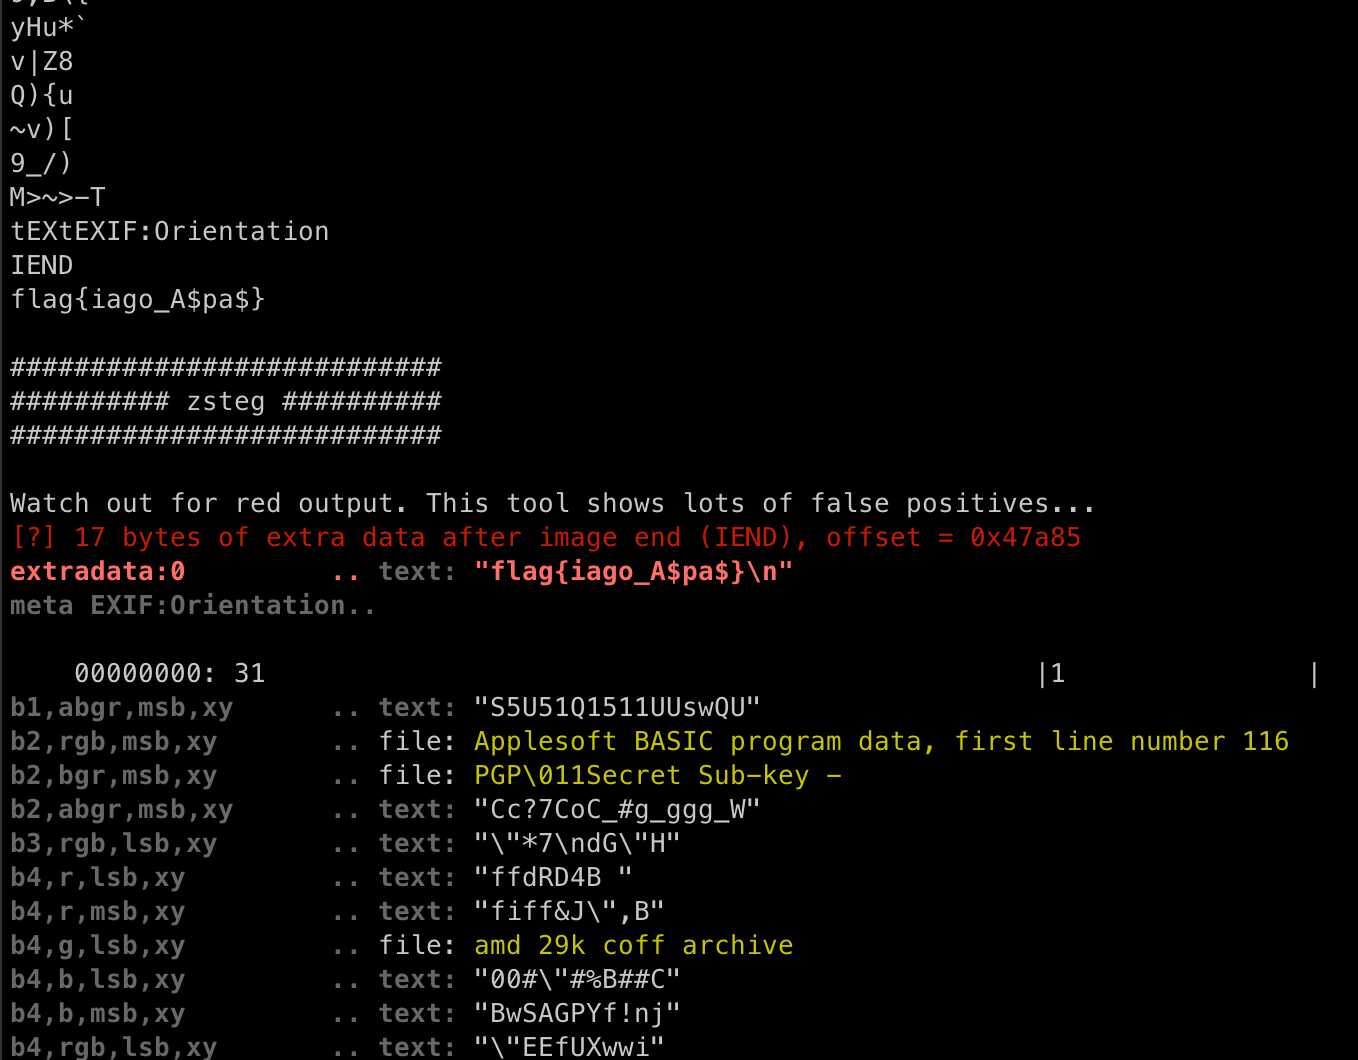 yHu*`
v|Z8
Q){u
~v)[
9_/)
M>~>-T
tEXtEXIF:Orientation
IEND
flag{iago_A$pa$}
###########################
########## zsteg ##########
###########################
Watch out for red output. This tool shows lots of false positives...
[?] 17 bytes of extra data after image end (IEND), offset = 0x47a85
extradata:0         .. text: "flag{iago_A$pa$}\n"
meta EXIF:Orientation..
    00000000: 31                                                |1               |
b1,abgr,msb,xy      .. text: "S5U51Q1511UUswQU"
b2,rgb,msb,xy       .. file: Applesoft BASIC program data, first line number 116
b2,bgr,msb,xy       .. file: PGP\011Secret Sub-key -
b2,abgr,msb,xy      .. text: "Cc?7CoC_#g_ggg_W"
b3,rgb,lsb,xy       .. text: "\"*7\ndG\"H"
b4,r,lsb,xy         .. text: "ffdRD4B "
b4,r,msb,xy         .. text: "fiff&J\",B"
b4,g,lsb,xy         .. file: amd 29k coff archive
b4,b,lsb,xy         .. text: "00#\"#%B##C"
b4,b,msb,xy         .. text: "BwSAGPYf!nj"
b4,rgb,lsb,xy       .. text: "\"EEfUXwwi"